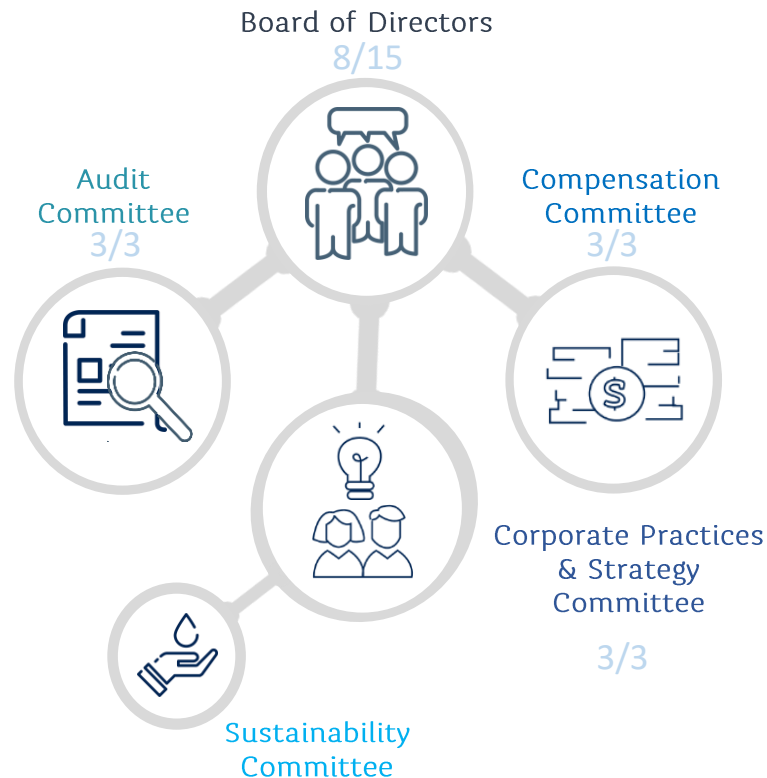 Board of Directors
8/15
Audit
Committee
3/3
Compensation
Committee
3/3
$
Corporate Practices
& Strategy
Committee
3/3
Sustainability
Committee